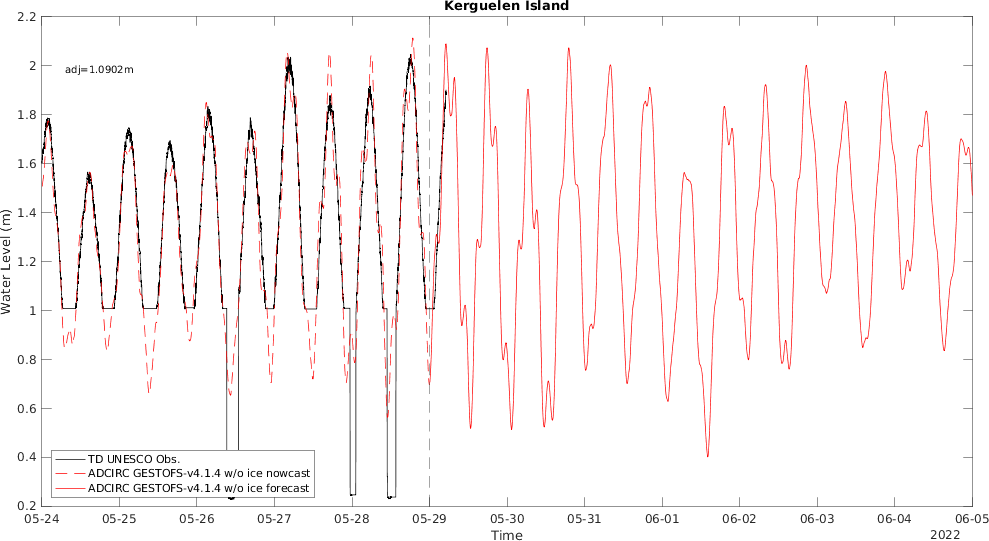 Kerguelen Island
adj=1.0902m
Water Level (m)
2.2
2
1.8
1.6
1.4
1.2
1
0.8
0.6
0.4
0.2
TD UNESCO Obs.
ADCIRC GESTOFS-v4.1.4 w/o ice nowcast
ADCIRC GESTOFS-v4.1.4 w/o ice forecast
05-24 05-25 05-26 05-27 05-28 05-29 05-30 05-31 06-01 06-02 06-03 06-04 06-05
Time
2022